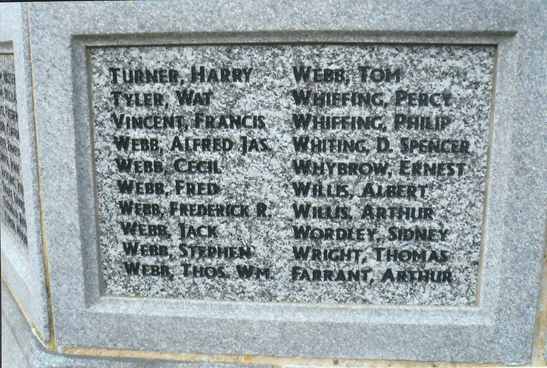 Turner, Harry
Tyler, Wat
Vincent, Francis
Webb, Alfred Jas.
Webb, Cecil
Webb, Fred
Webb, Frederick R.
Webb, Jack
Webb, Stephen
Webb, Thos. Wm.
Webb, Tom
Whiffing, Percy
Whiffing, Philip
Whiting, D. Spencer
Whybrow, Ernest
Willis, Albert
Willis, Arthur
Wordley, Sidney
Wright, Thomas
Farrant, Arthur